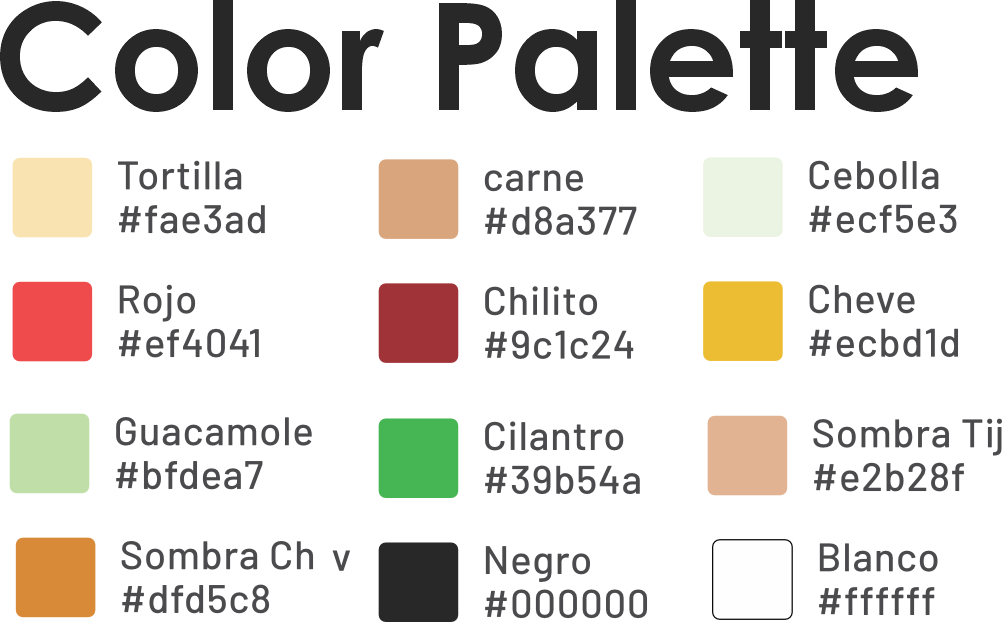 Color Palette
Tortilla
#fae3ad
carne
#d8a377
Cebolla
#ecf5e3
Rojo
#ef4041
Chilito
#9c1c24
Cheve
#ecbd1d
Guacamole
#bfdea7
Cilantro
#39b54a
Sombra Tij
#e2b28f
Sombra Ch v
#dfd5c8
Negro
#000000
Blanco
#ffffff